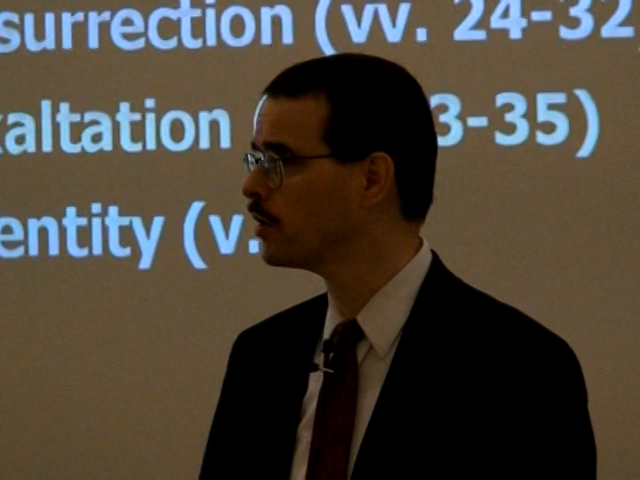 surrection (vv. 24-32
xaltation ( 3-35)
entity (v.